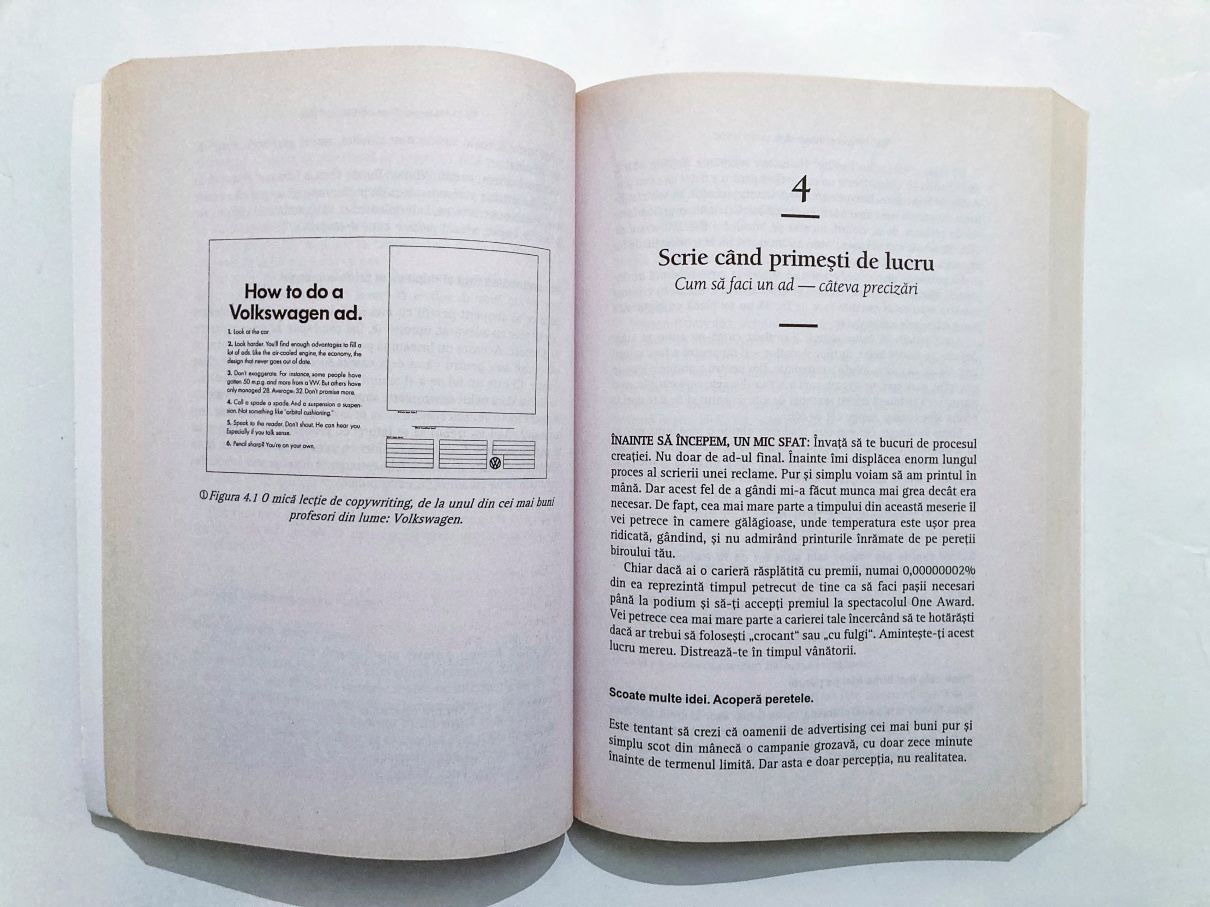 How to do a
Volkswagen ad.
1. Look at the car.
2. Look harder. You'll find enough advantages to fill a
lot of ads. Like the air-cooled engine, the economy, the
design that never goes out of date.
3. Don't exaggerate. For instance, some people have
gotten 50 m.p.g. and more from a VW. But others have
only managed 28. Average: 32. Don't promise more.
4. Call a spade a spade. And a suspension a suspen-
sion. Not something like "orbital cushioning."
5. Speak to the reader. Don't shout. He can hear you.
Especially if you talk sense.
6. Pencil sharp? You're on your own.
Figura 4.1 O mică lecție de copywriting, de la unul din cei mai buni
profesori din lume: Volkswagen.
4
Scrie când primeşti de lucru
Cum să faci un ad — câteva precizări
ÎNAINTE SĂ ÎNCEPEM, UN MIC SFAT: Învață să te bucuri de procesul
creației. Nu doar de ad-ul final. Înainte îmi displăcea enorm lungul
proces al scrierii unei reclame. Pur și simplu voiam să am printul în
mână. Dar acest fel de a gândi mi-a făcut munca mai grea decât era
necesar. De fapt, cea mai mare parte a timpului din această meserie îl
vei petrece în camere gălăgioase, unde temperatura este ușor prea
ridicată, gândind, și nu admirând printurile înrămate de pe pereții
biroului tău.
Chiar dacă ai o carieră răsplătită cu premii, numai 0,00000002%
din ea reprezintă timpul petrecut de tine ca să faci pașii necesari
până la podium și să-ți accepți premiul la spectacolul One Award.
Vei petrece cea mai mare parte a carierei tale încercând să te hotărăști
dacă ar trebui să folosești „crocant“ sau „cu fulgi“. Amintește-ți acest
lucru mereu. Distrează-te în timpul vânătorii.
Scoate multe idei. Acoperă peretele.
Este tentant să crezi că oamenii de advertising cei mai buni pur și
simplu scot din mânecă o campanie grozavă, cu doar zece minute
înainte de termenul limită. Dar asta e doar percepția, nu realitatea.